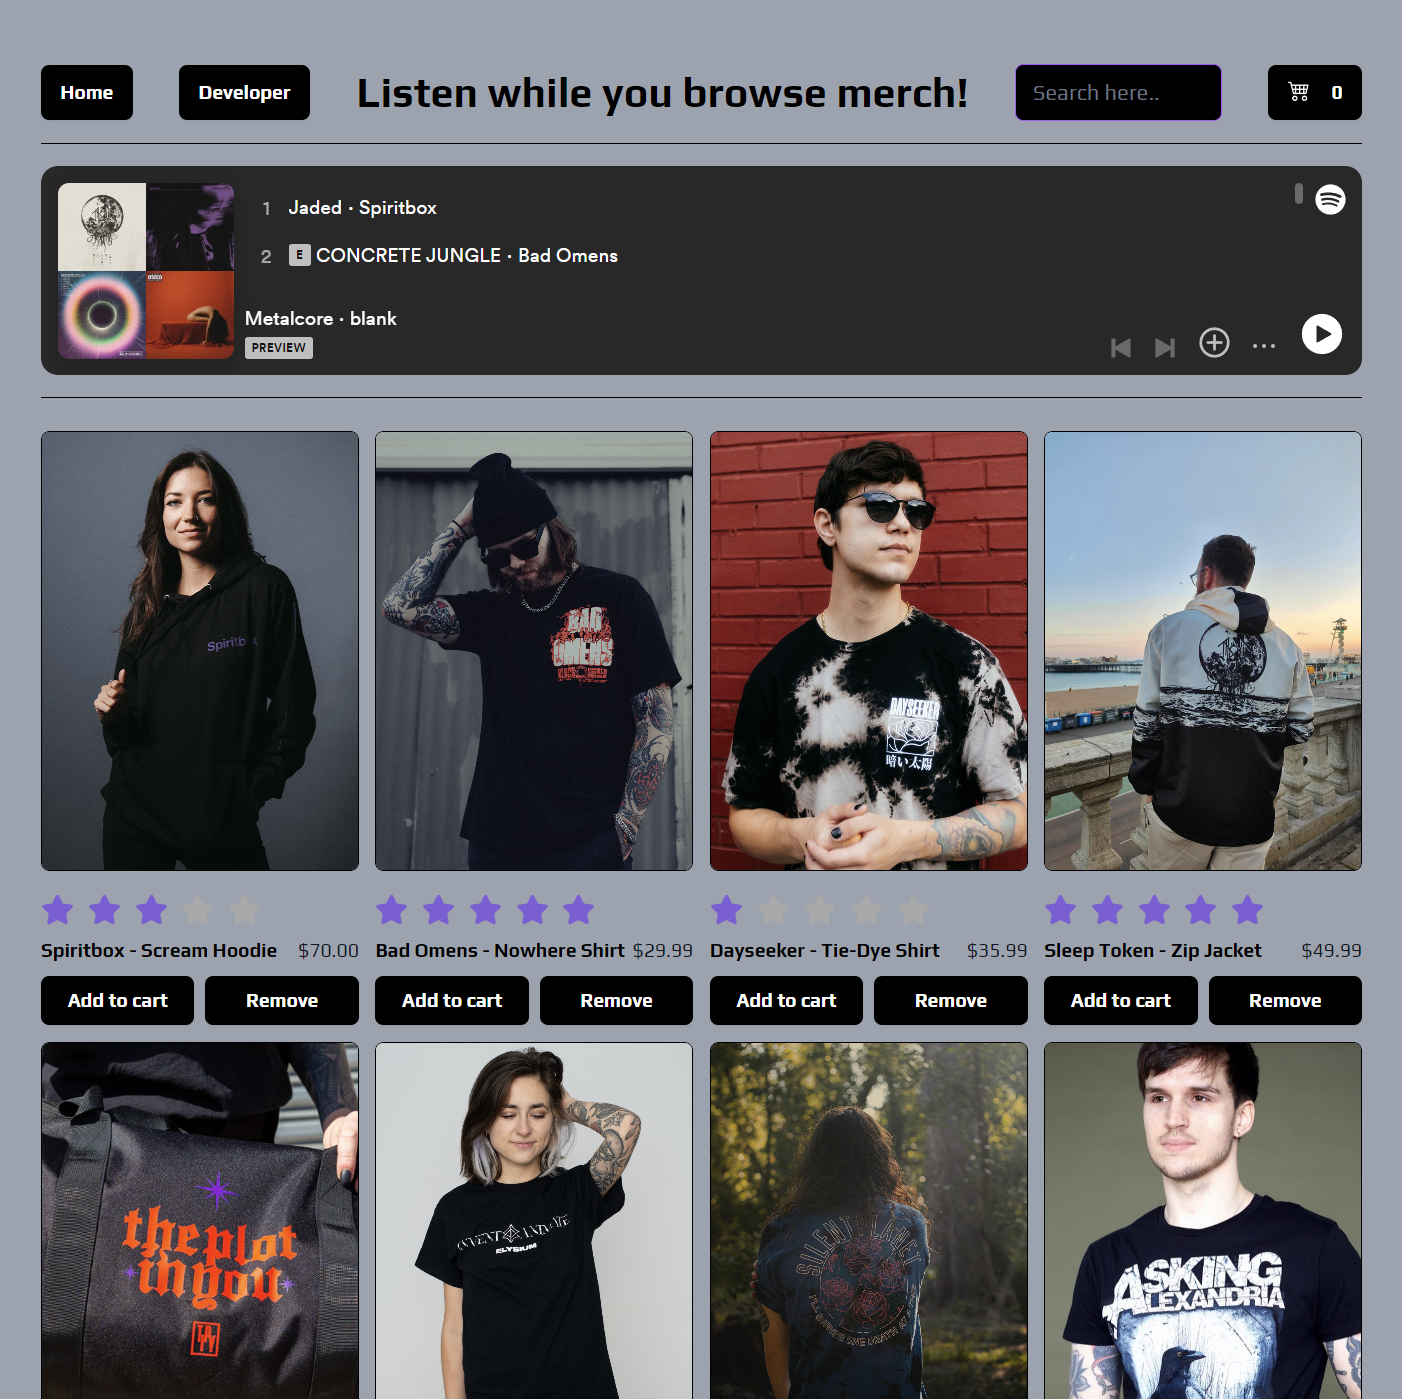 Home
Developer
Listen while you browse merch!
Search here..
0
1 Jaded · Spiritbox
2 E CONCRETE JUNGLE · Bad Omens
Metalcore · blank
PREVIEW
BAD
OMENS
DAYSEEKER
暗い太陽
Spiritbox - Scream Hoodie $70.00
Bad Omens - Nowhere Shirt $29.99
Dayseeker - Tie-Dye Shirt $35.99
Sleep Token - Zip Jacket $49.99
Add to cart
Remove
Add to cart
Remove
Add to cart
Remove
Add to cart
Remove
the plot
in you
ELYSIUM
SILENT PLANET
ASKING
ALEXANDRIA